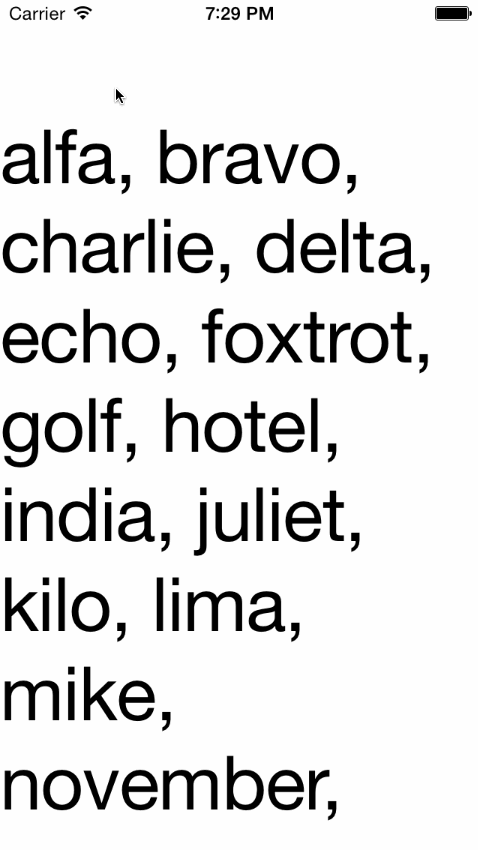 Carrier 7:29 PM
alfa, bravo,
charlie, delta,
echo, foxtrot,
golf, hotel,
india, juliet,
kilo, lima,
mike,
november,